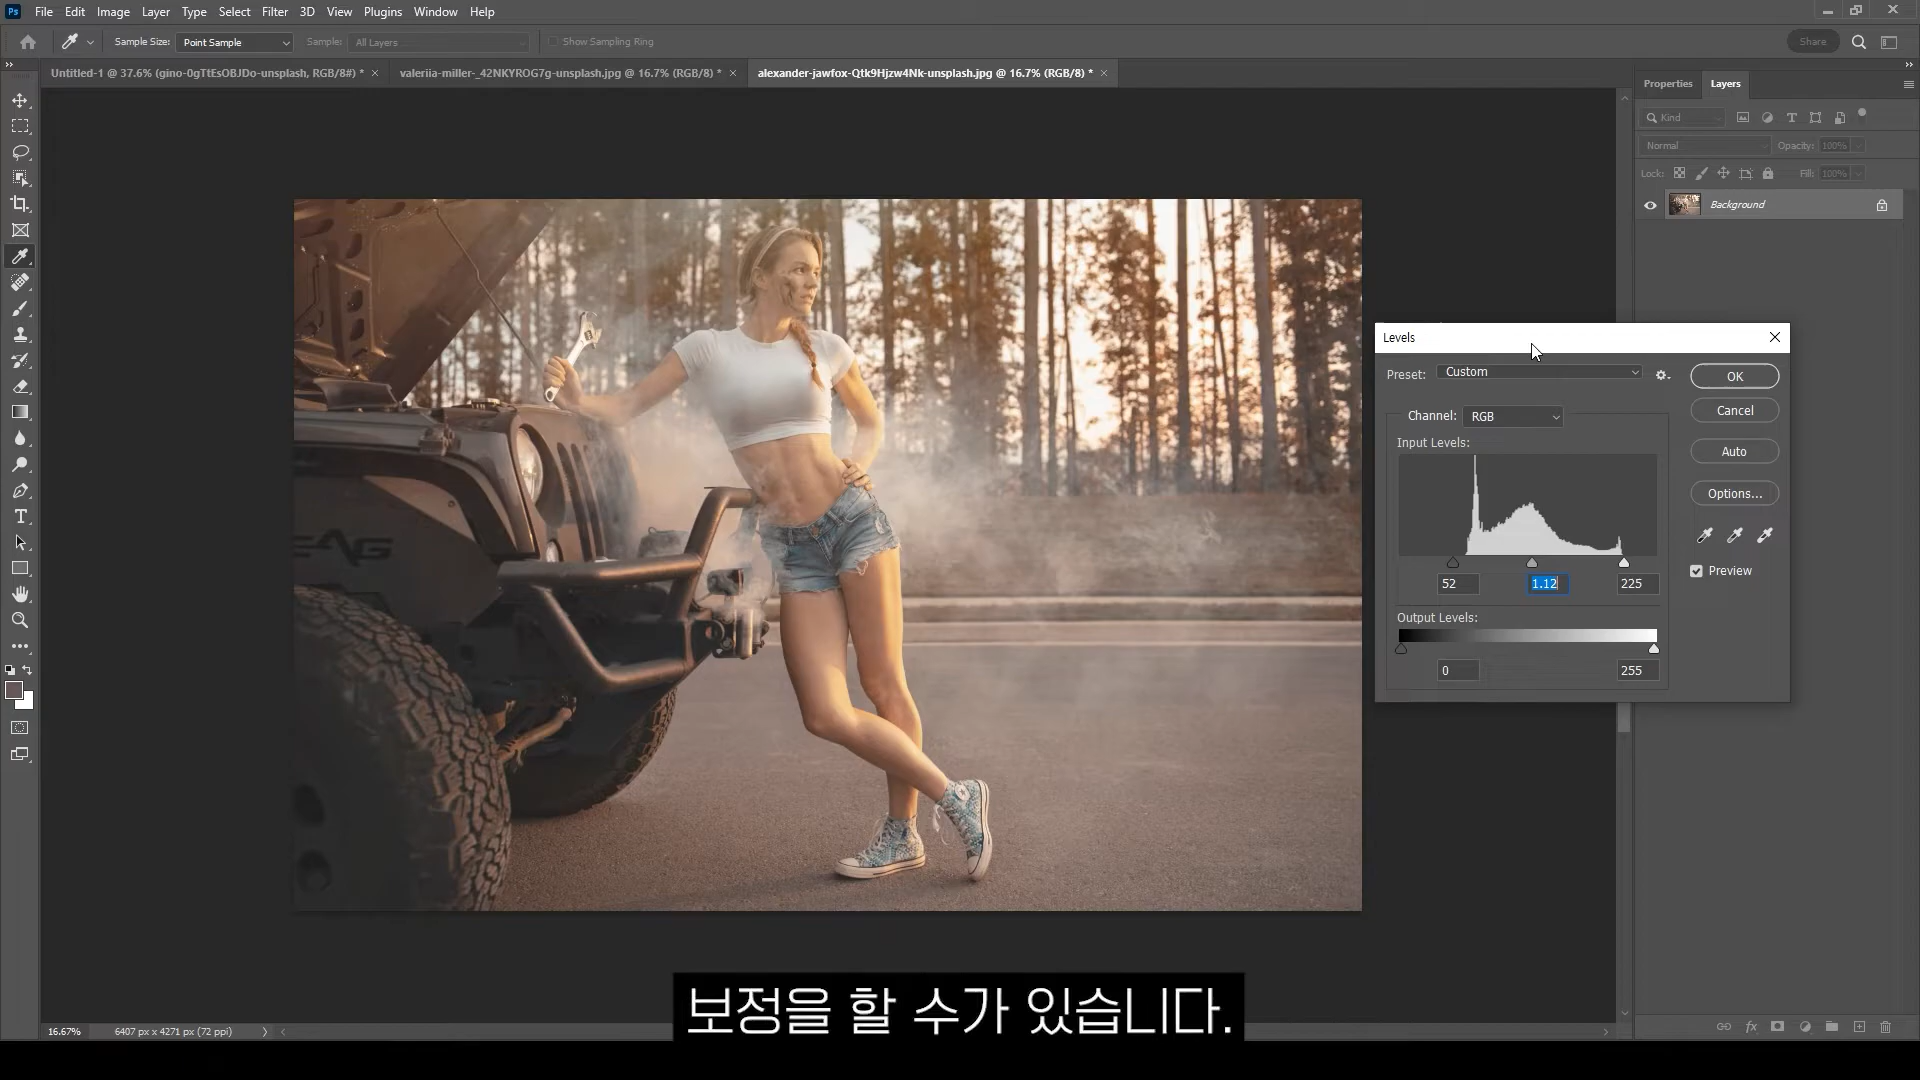 Ps File Edit Image Layer Type Select Filter 3D View Plugins Window Help
Sample Size: Point Sample Sample: All Layers Show Sampling Ring Share
Untitled-1 @ 37.6% (gino-0gTtEsOBJDo-unsplash, RGB/8#) * × valeriia-miller-_42NKYROG7g-unsplash.jpg @ 16.7% (RGB/8) * × alexander-jawfox-Qtk9Hjzw4Nk-unsplash.jpg @ 16.7% (RGB/8) * ×
Properties Layers
Kind
Normal Opacity: 100%
Lock: Fill: 100%
Background
Levels
Preset: Custom
OK
Channel: RGB
Cancel
Input Levels:
Auto
Options...
Preview
52 1.12 225
Output Levels:
0 255
T
fx
16.67% 6407 px x 4271 px (72 ppi)
보정을 할 수가 있습니다.